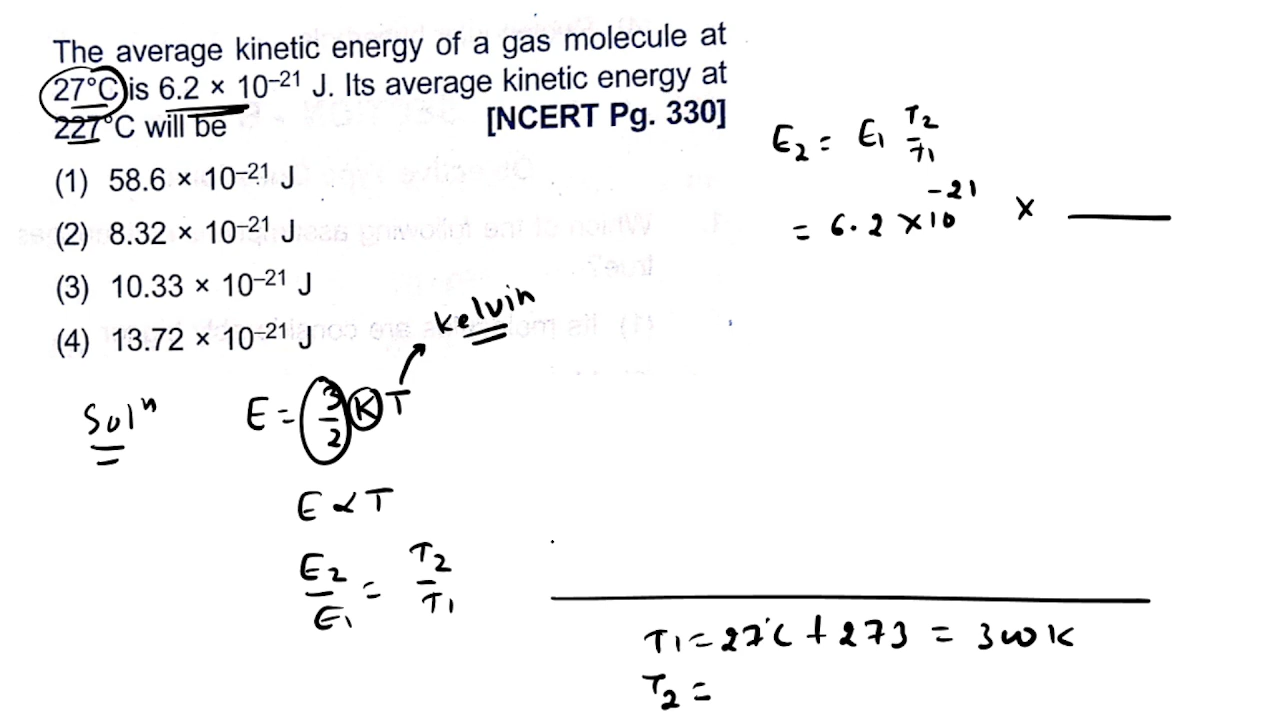 The average kinetic energy of a gas molecule at
27°C is 6.2 × 10⁻²¹ J. Its average kinetic energy at
227°C will be [NCERT Pg. 330]
(1) 58.6 × 10⁻²¹ J
(2) 8.32 × 10⁻²¹ J
(3) 10.33 × 10⁻²¹ J
(4) 13.72 × 10⁻²¹ J
Solⁿ E = 3/2 K T
Kelvin
E ∝ T
E₂/E₁ = T₂/T₁
E₂ = E₁ T₂/T₁
= 6.2 × 10⁻²¹ ×
T₁ = 27°C + 273 = 300 K
T₂ =